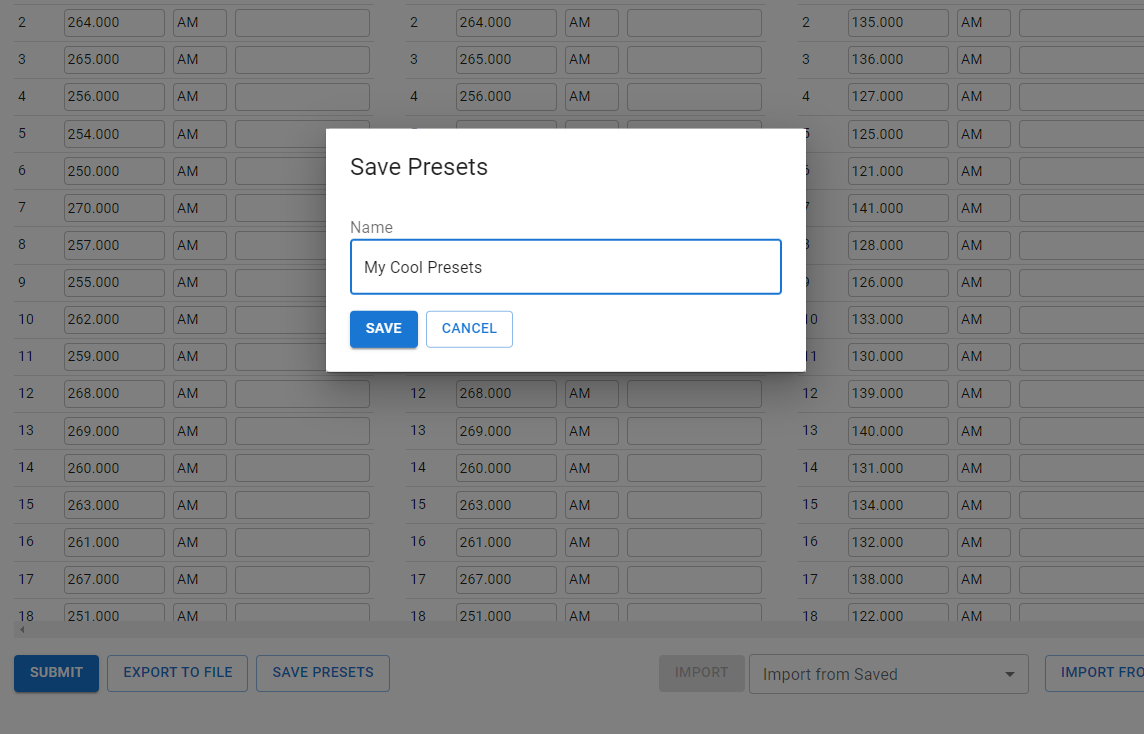 2 264.000 AM 2 264.000 AM 2 135.000 AM
3 265.000 AM 3 265.000 AM 3 136.000 AM
4 256.000 AM 4 256.000 AM 4 127.000 AM
5 254.000 AM 5 125.000 AM
Save Presets
6 250.000 AM 121.000 AM
7 270.000 AM 141.000 AM
Name
8 257.000 AM 128.000 AM
My Cool Presets
9 255.000 AM 126.000 AM
10 262.000 AM 10 133.000 AM
SAVE CANCEL
11 259.000 AM 11 130.000 AM
12 268.000 AM 12 268.000 AM 12 139.000 AM
13 269.000 AM 13 269.000 AM 13 140.000 AM
14 260.000 AM 14 260.000 AM 14 131.000 AM
15 263.000 AM 15 263.000 AM 15 134.000 AM
16 261.000 AM 16 261.000 AM 16 132.000 AM
17 267.000 AM 17 267.000 AM 17 138.000 AM
18 251.000 AM 18 251.000 AM 18 122.000 AM
SUBMIT EXPORT TO FILE SAVE PRESETS IMPORT Import from Saved IMPORT FRO